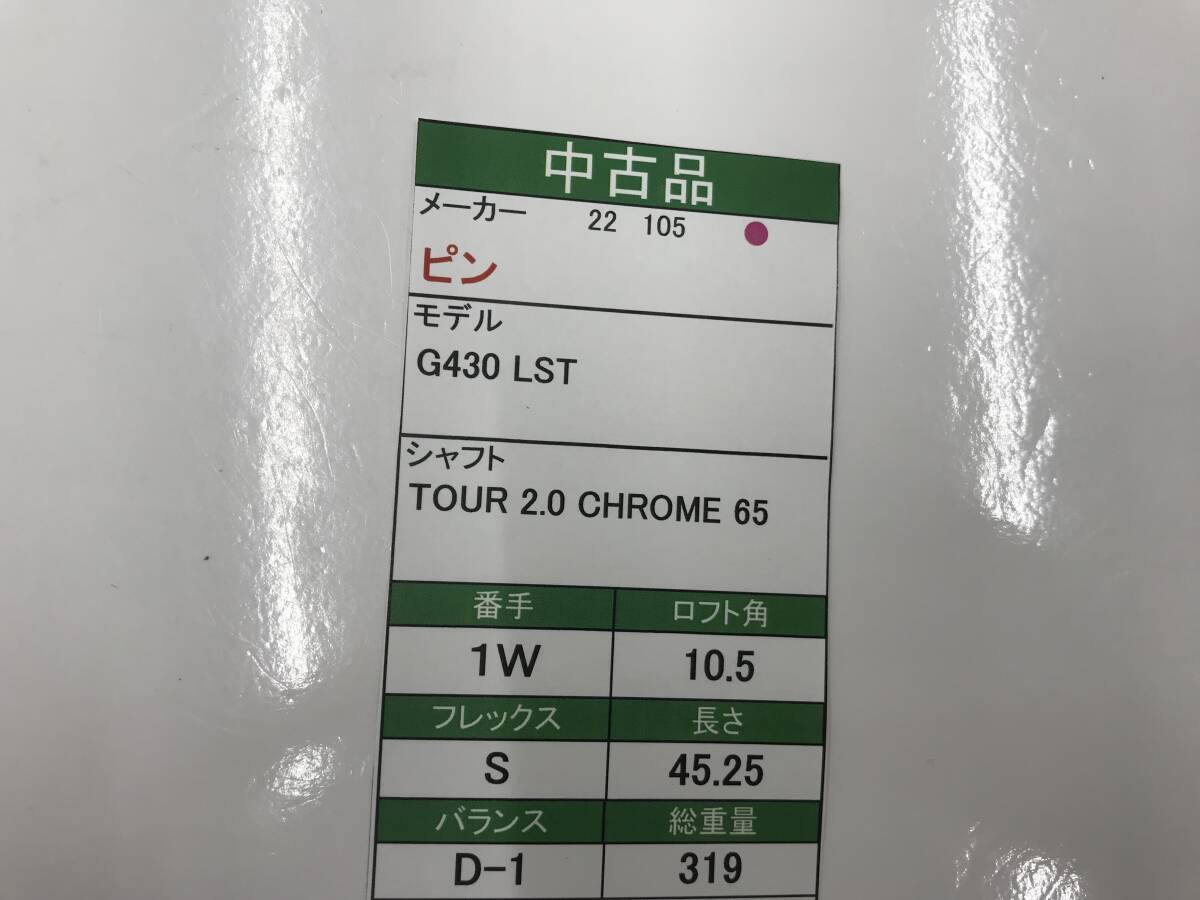 中古品
メーカー 22 105
ピン
モデル
G430 LST
シャフト
TOUR 2.0 CHROME 65
番手 ロフト角
1W 10.5
フレックス 長さ
S 45.25
バランス 総重量
D-1 319